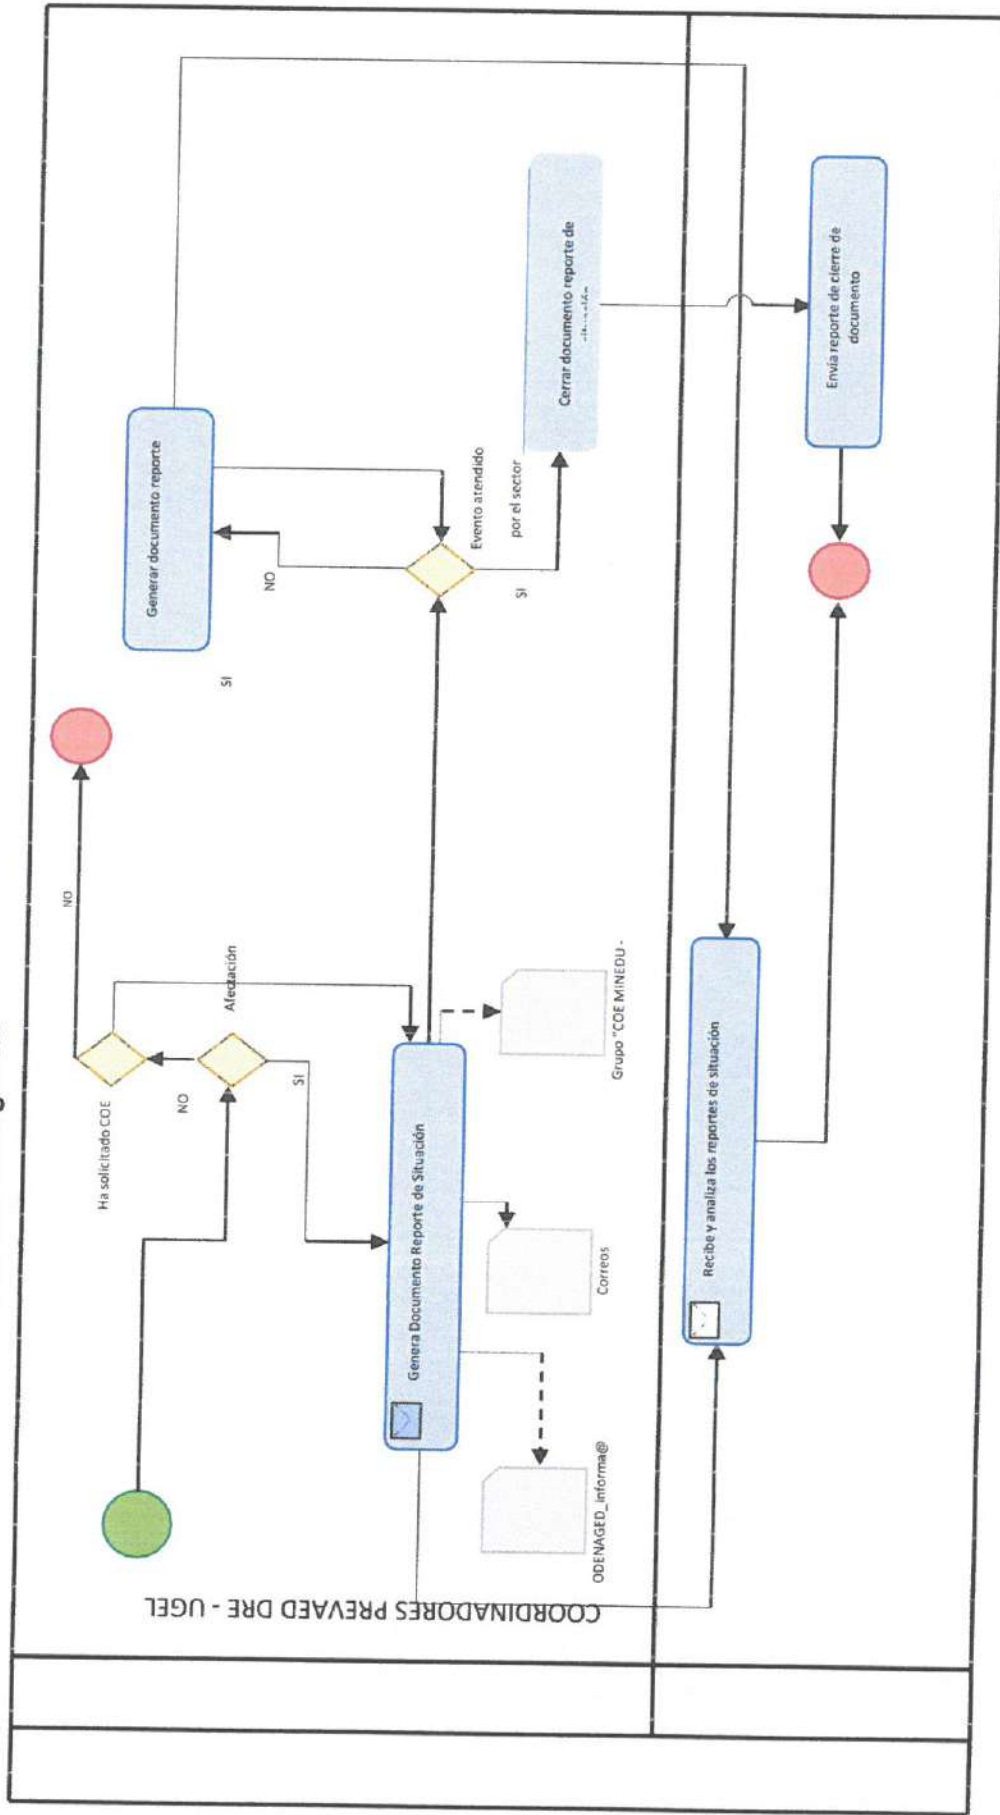 Ha solicitado COE
NO
NO
Afectación
SI
Genera Documento Reporte de Situación
ODENAGED_informa@
Correos
Grupo "COE MINEDU -
SI
Generar documento reporte
NO
Evento atendido
por el sector
SI
Cerrar documento reporte de
COORDINADORES PREVAED DRE - UGEL
Recibe y analiza los reportes de situación
Envía reporte de cierre de
documento